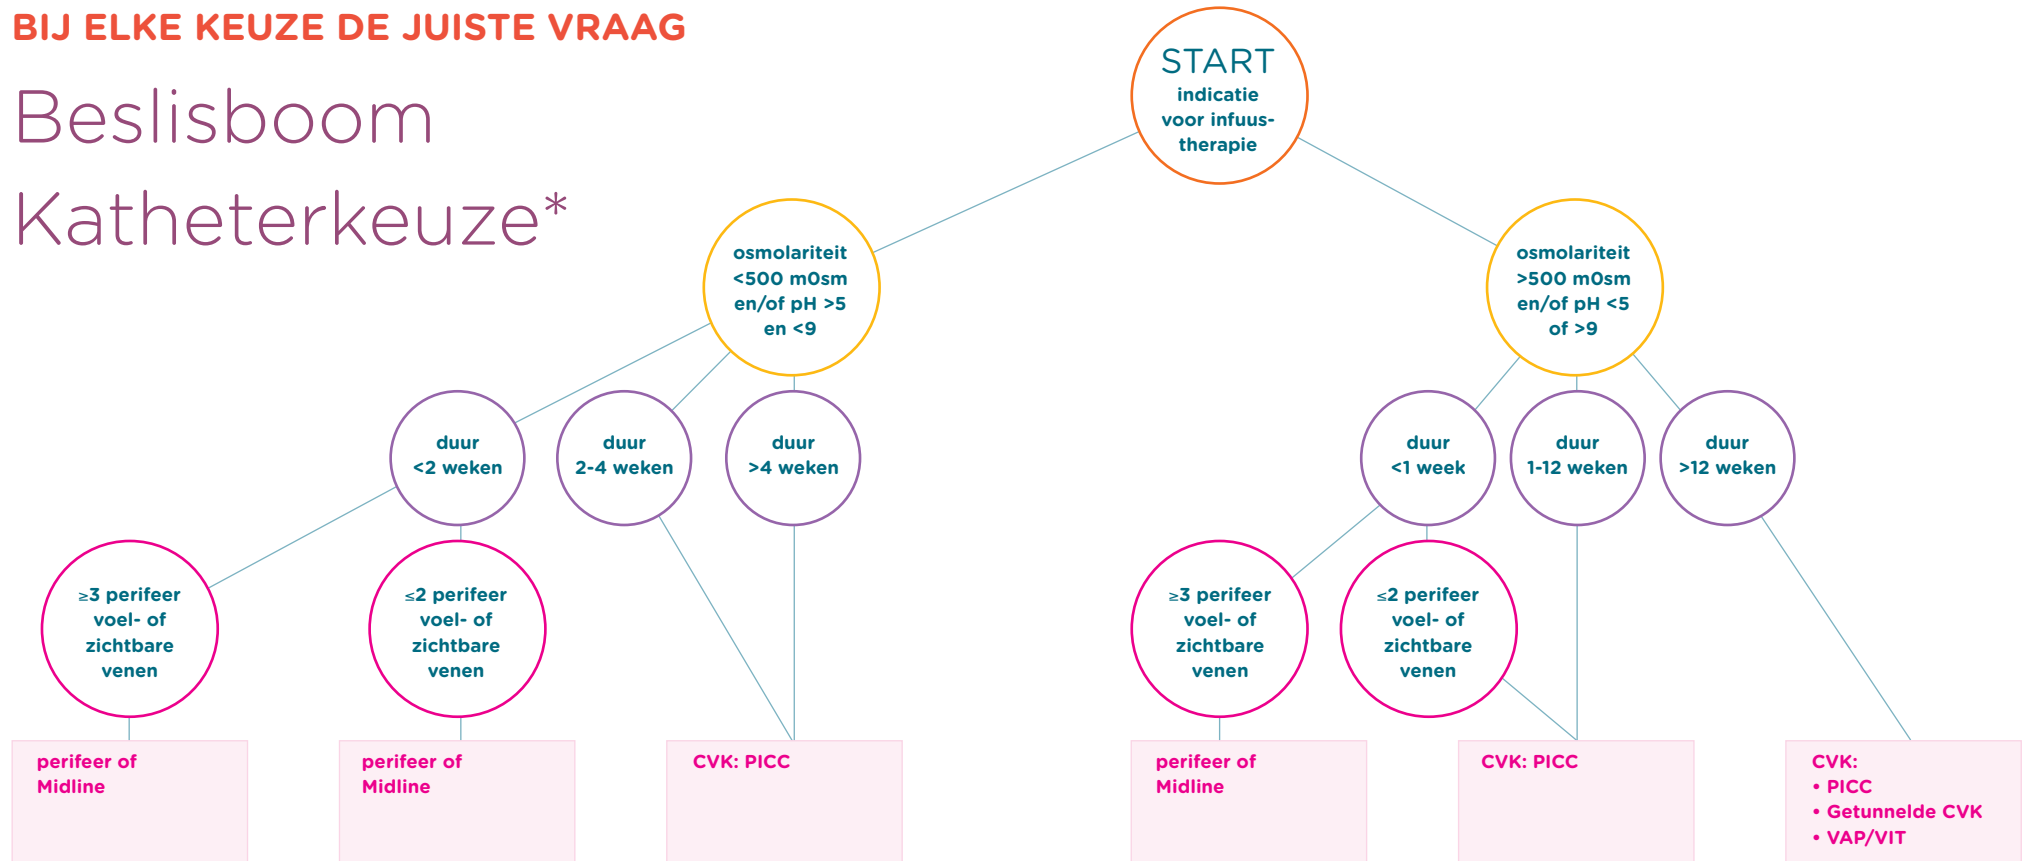 BIJ ELKE KEUZE DE JUISTE VRAAG
Beslisboom
Katheterkeuze*
START
indicatie
voor infuus-
therapie
osmolariteit
<500 m0sm
en/of pH >5
en <9
osmolariteit
>500 m0sm
en/of pH <5
of >9
duur
<2 weken
duur
2-4 weken
duur
>4 weken
duur
<1 week
duur
1-12 weken
duur
>12 weken
≥3 perifeer
voel- of
zichtbare
venen
≤2 perifeer
voel- of
zichtbare
venen
≥3 perifeer
voel- of
zichtbare
venen
≤2 perifeer
voel- of
zichtbare
venen
perifeer of
Midline
perifeer of
Midline
CVK: PICC
perifeer of
Midline
CVK: PICC
CVK:
• PICC
• Getunnelde CVK
• VAP/VIT